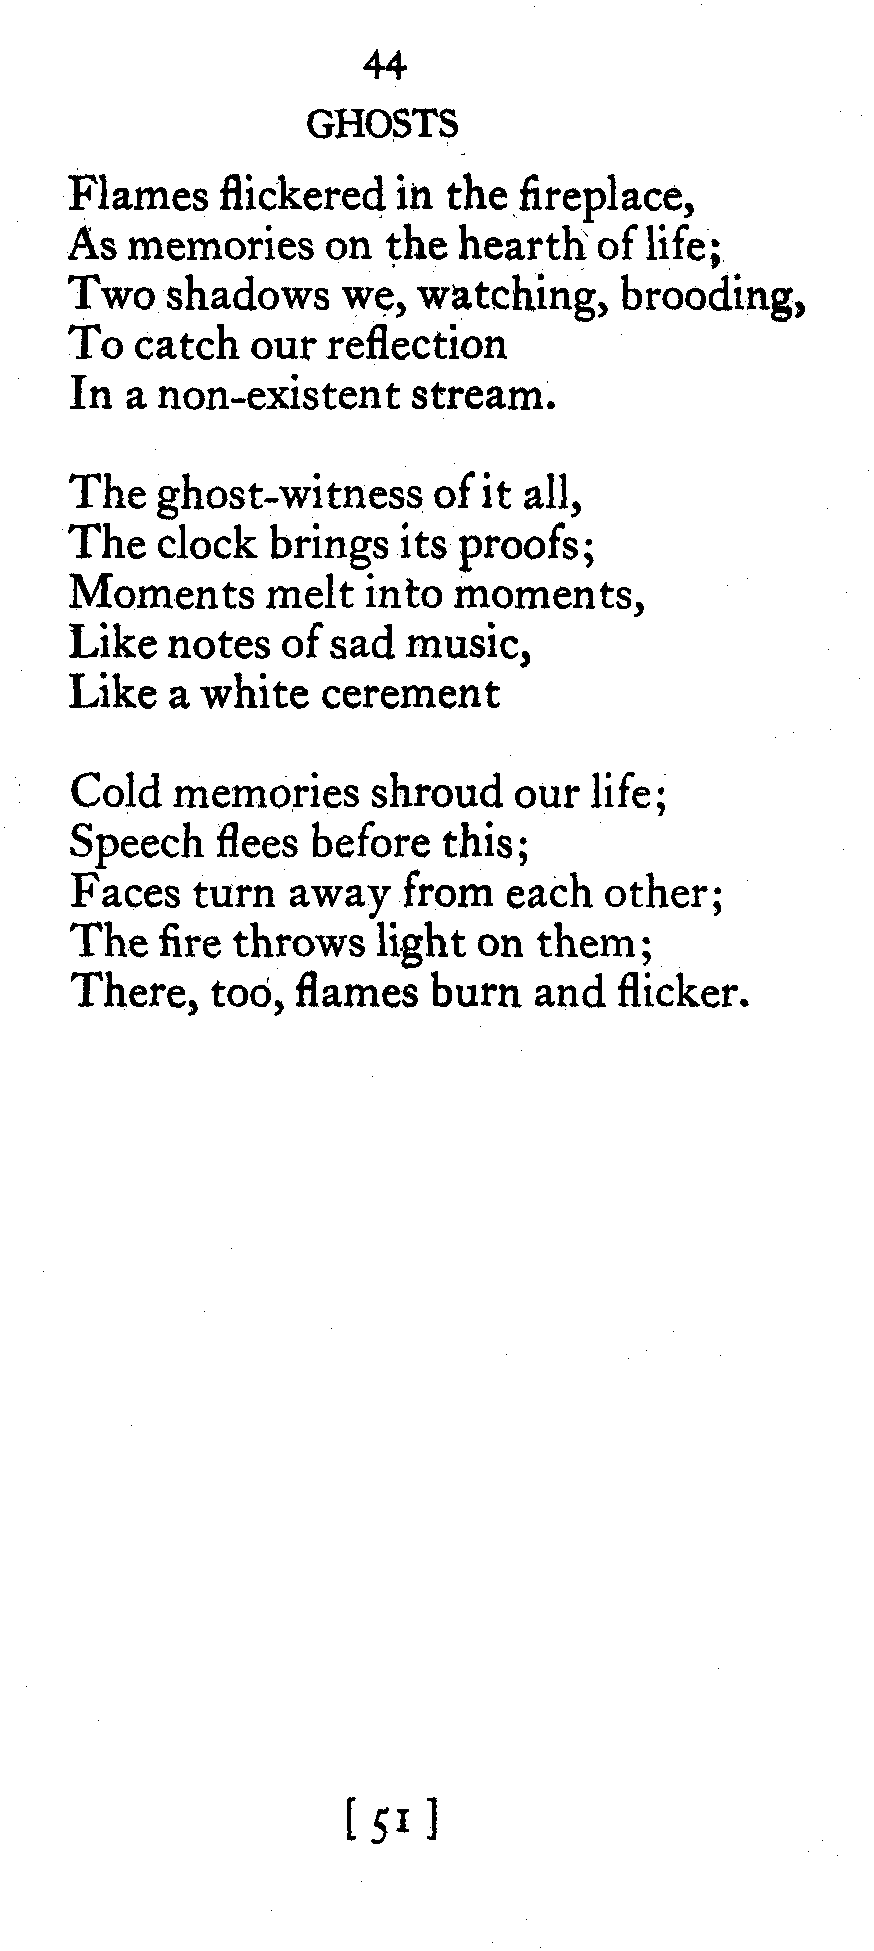 44
GHOSTS
Flames flickered in the fireplace,
As memories on the hearth of life;
Two shadows we, watching, brooding,
To catch our reflection
In a non-existent stream.
The ghost-witness of it all,
The clock brings its proofs;
Moments melt into moments,
Like notes of sad music,
Like a white cerement
Cold memories shroud our life;
Speech flees before this;
Faces turn away from each other;
The fire throws light on them;
There, too, flames burn and flicker.
[ 51 ]